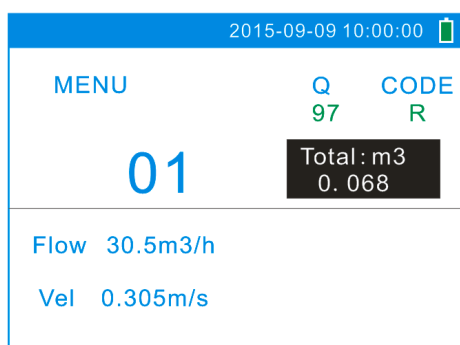 2015-09-09 10:00:00
MENU Q CODE
97 R
01
Total: m3
0. 068
Flow 30.5m3/h
Vel 0.305m/s